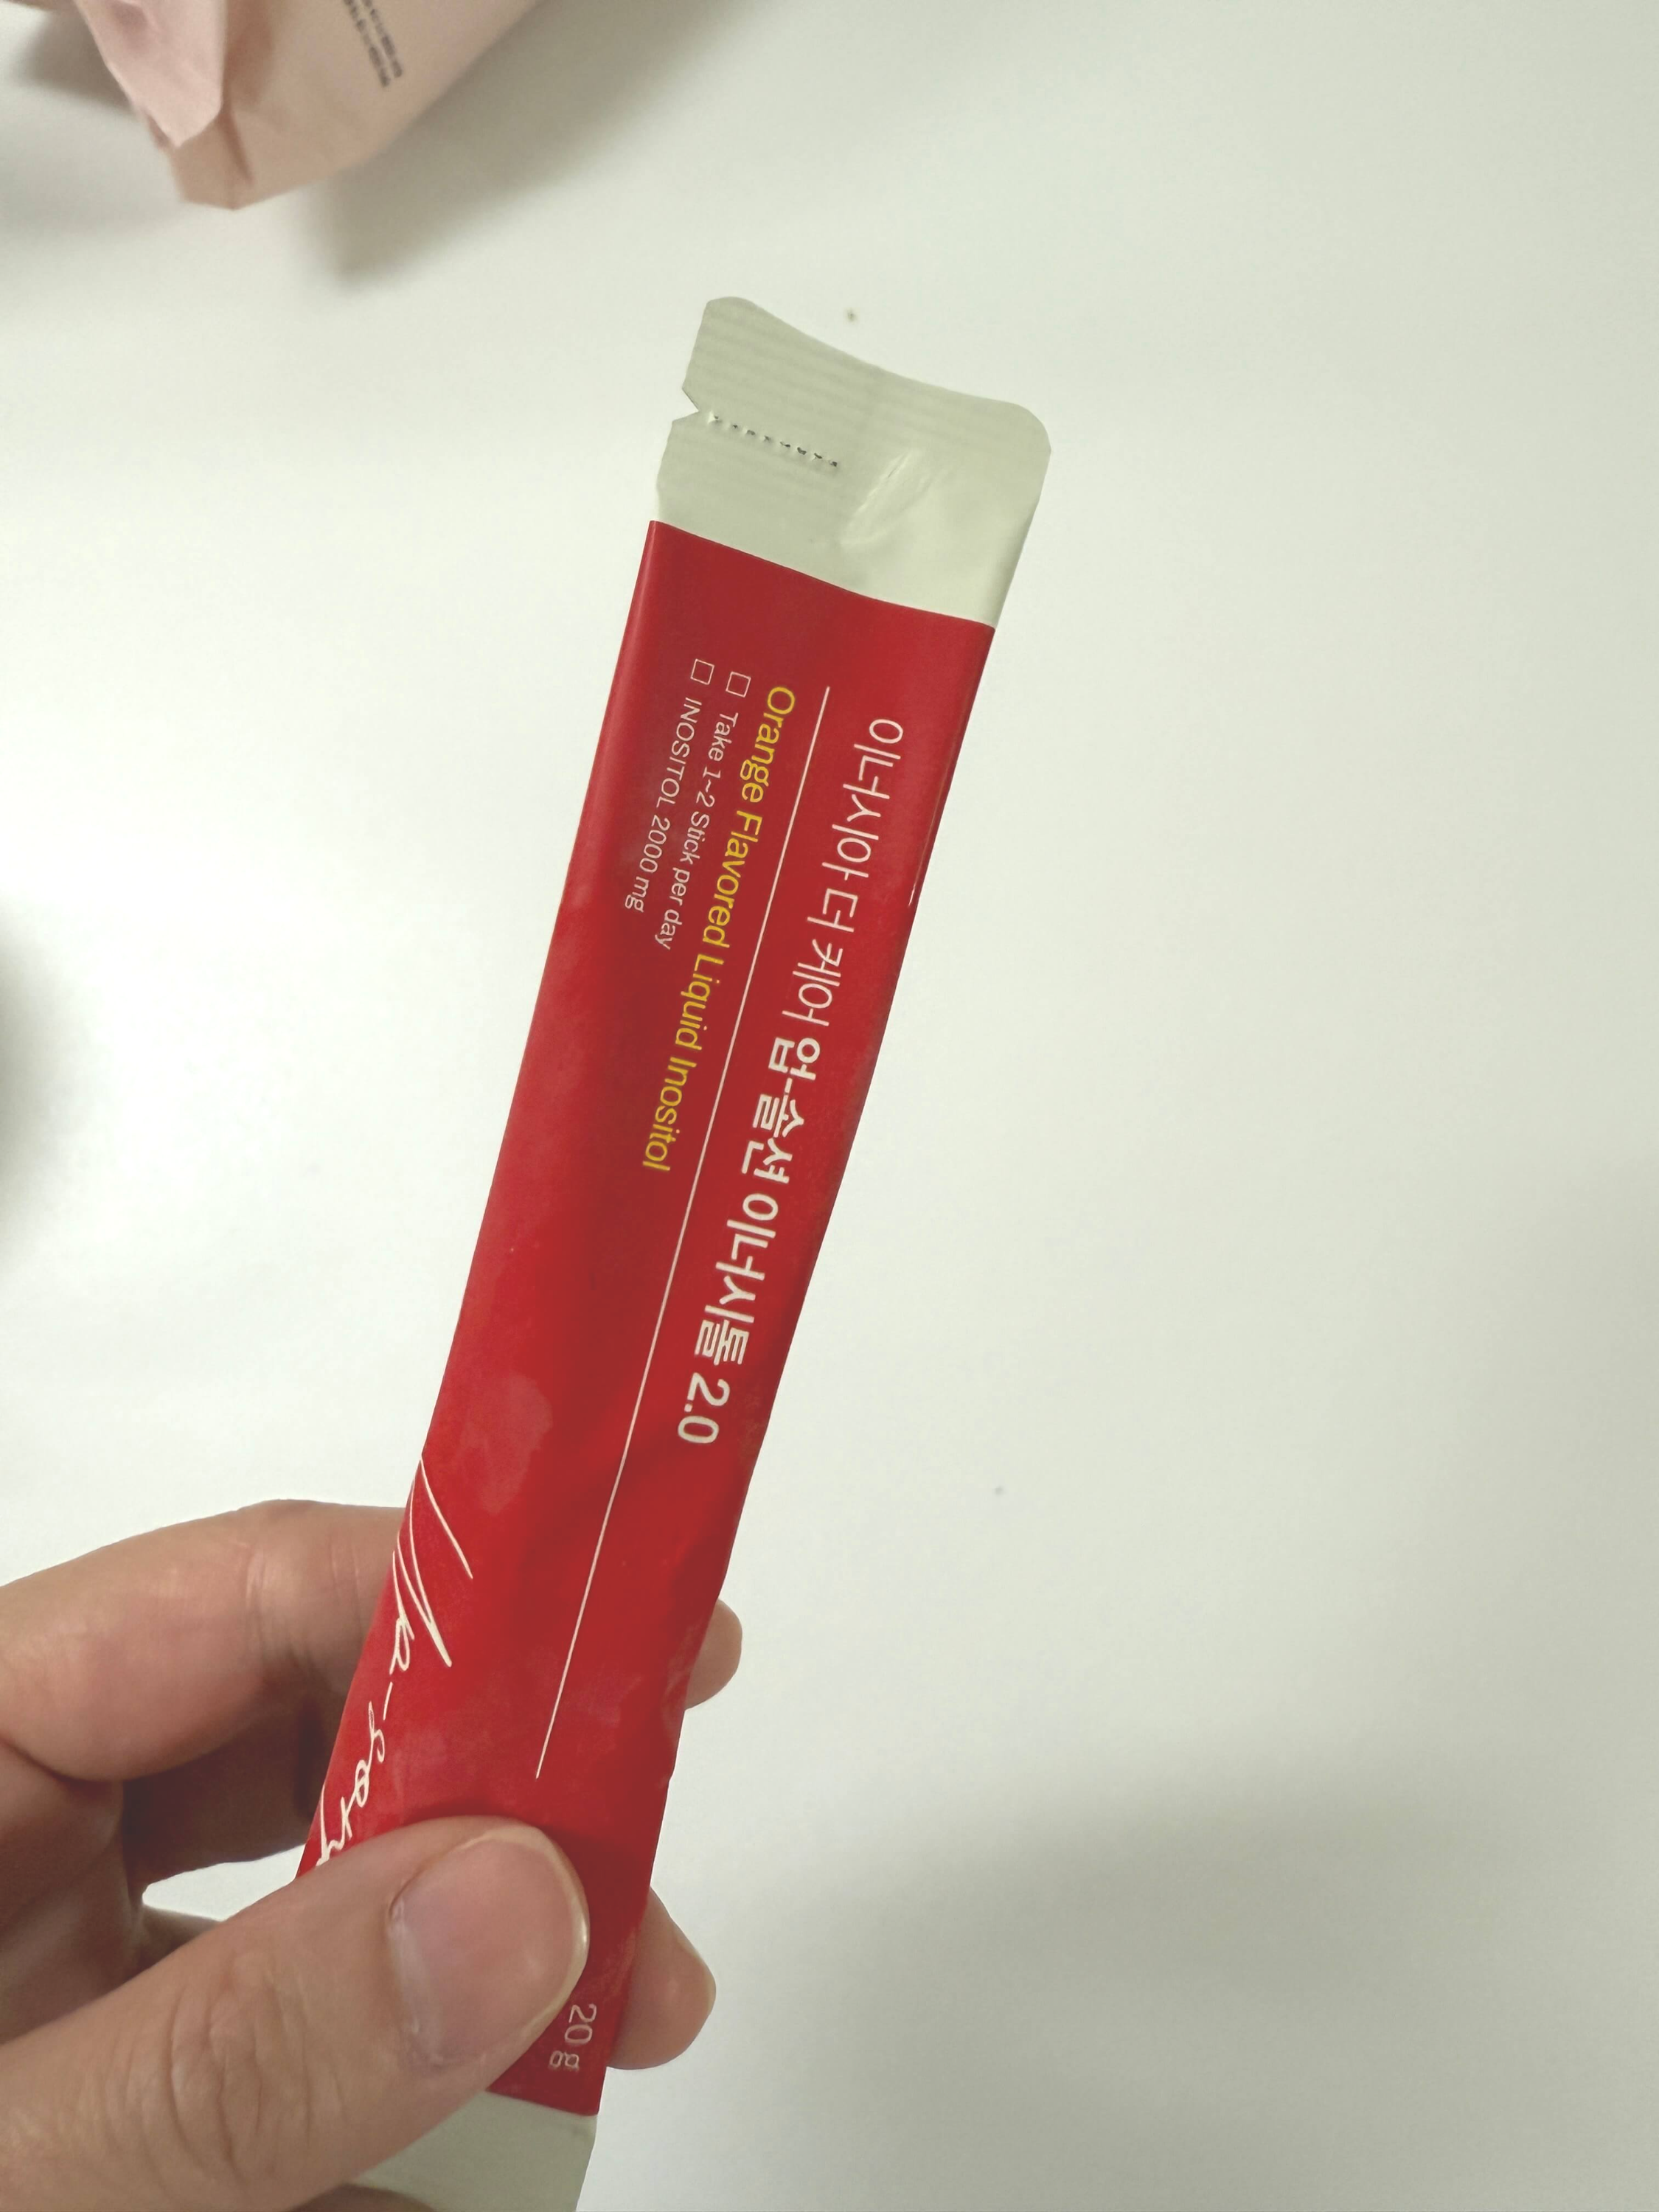 이너시아 더 케어 업-솔션 이너시톨 2.0
Orange Flavored Liquid Inositol
□ Take 1~2 Stick per day
□ INOSITOL 2000 mg
20 g